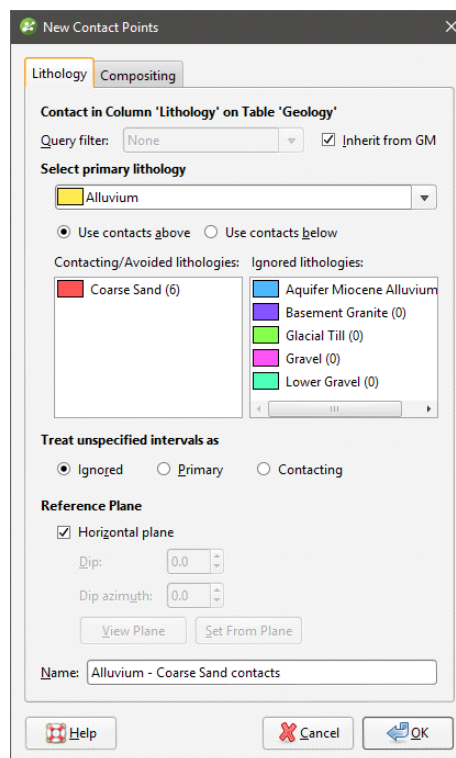 New Contact Points
Lithology Compositing
Contact in Column 'Lithology' on Table 'Geology'
Query filter: None Inherit from GM
Select primary lithology
Alluvium
Use contacts above Use contacts below
Contacting/Avoided lithologies: Ignored lithologies:
Coarse Sand (6) Aquifer Miocene Alluvium
Basement Granite (0)
Glacial Till (0)
Gravel (0)
Lower Gravel (0)
Treat unspecified intervals as
Ignored Primary Contacting
Reference Plane
Horizontal plane
Dip: 0.0
Dip azimuth: 0.0
View Plane Set From Plane
Name: Alluvium - Coarse Sand contacts
Help Cancel OK